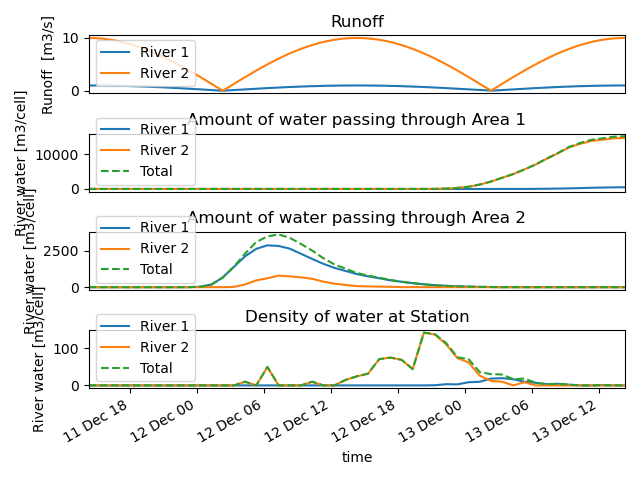 Runoff
Runoff  [m3/s]
10
0
River 1
River 2
Amount of water passing through Area 1
River water [m3/cell]
10000
0
River 1
River 2
Total
Amount of water passing through Area 2
River water [m3/cell]
2500
0
River 1
River 2
Total
Density of water at Station
River water [m3/cell]
100
0
River 1
River 2
Total
11 Dec 18
12 Dec 00
12 Dec 06
12 Dec 12
12 Dec 18
13 Dec 00
13 Dec 06
13 Dec 12
time